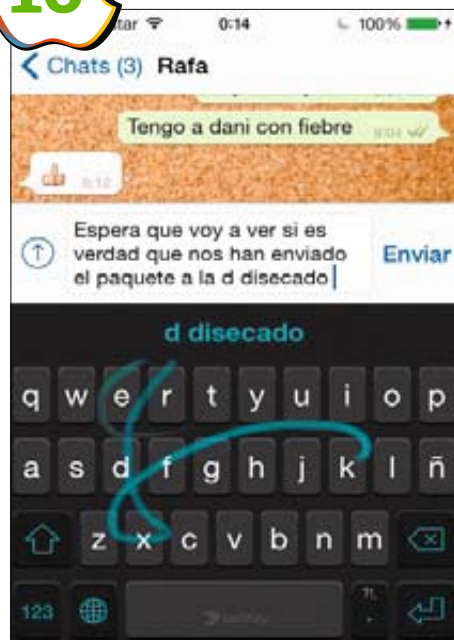 10
tar 0:14 100%
Chats (3) Rafa
Tengo a dani con fiebre 9:04
9:12
Espera que voy a ver si es
verdad que nos han enviado
el paquete a la d disecado
Enviar
d disecado
q w e r t y u i o p
a s d f g h j k l ñ
z x c v b n m
123